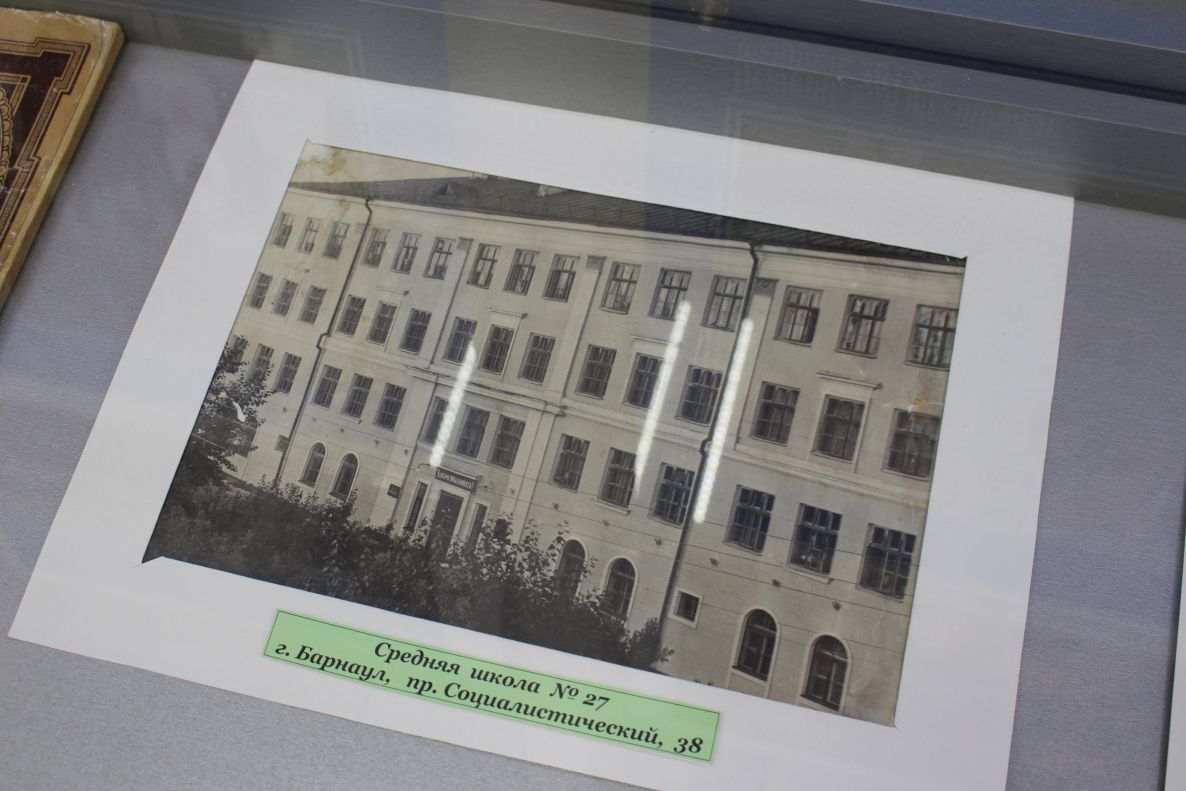 Средняя школа № 27
г. Барнаул, пр. Социалистический, 38